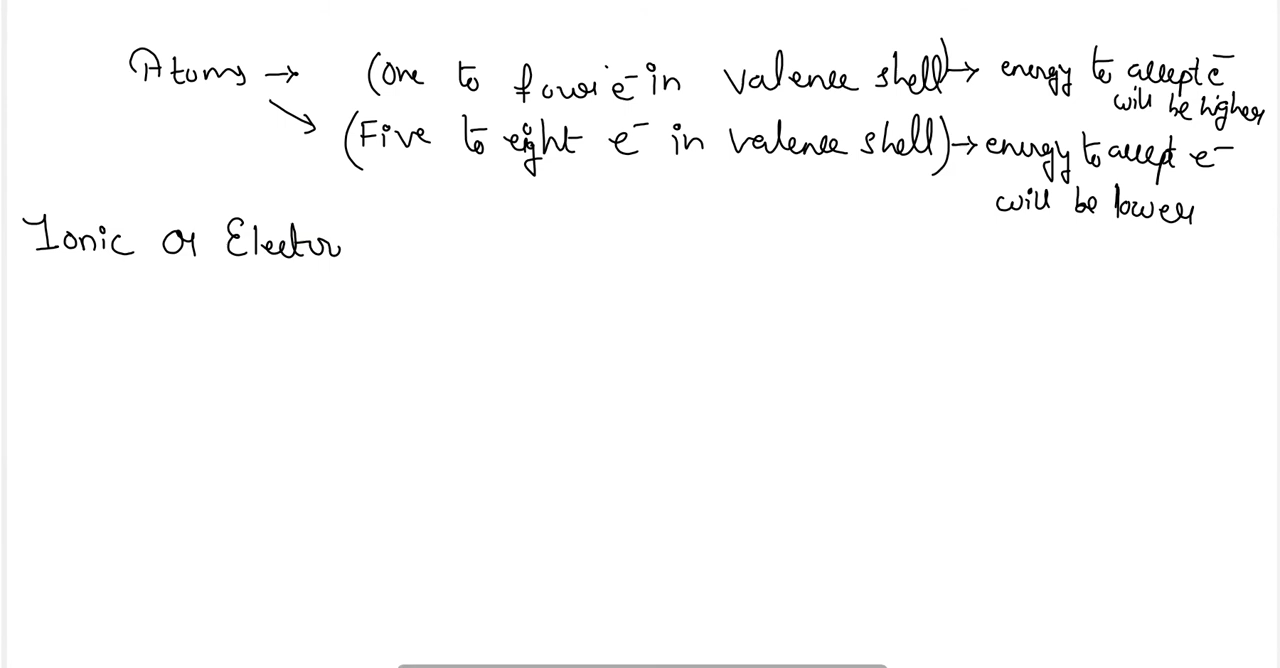 Atoms → (One to four e⁻ in valence shell) → energy to accept e⁻
will be higher
(Five to eight e⁻ in valence shell) → energy to accept e⁻
will be lower
Ionic or Electro